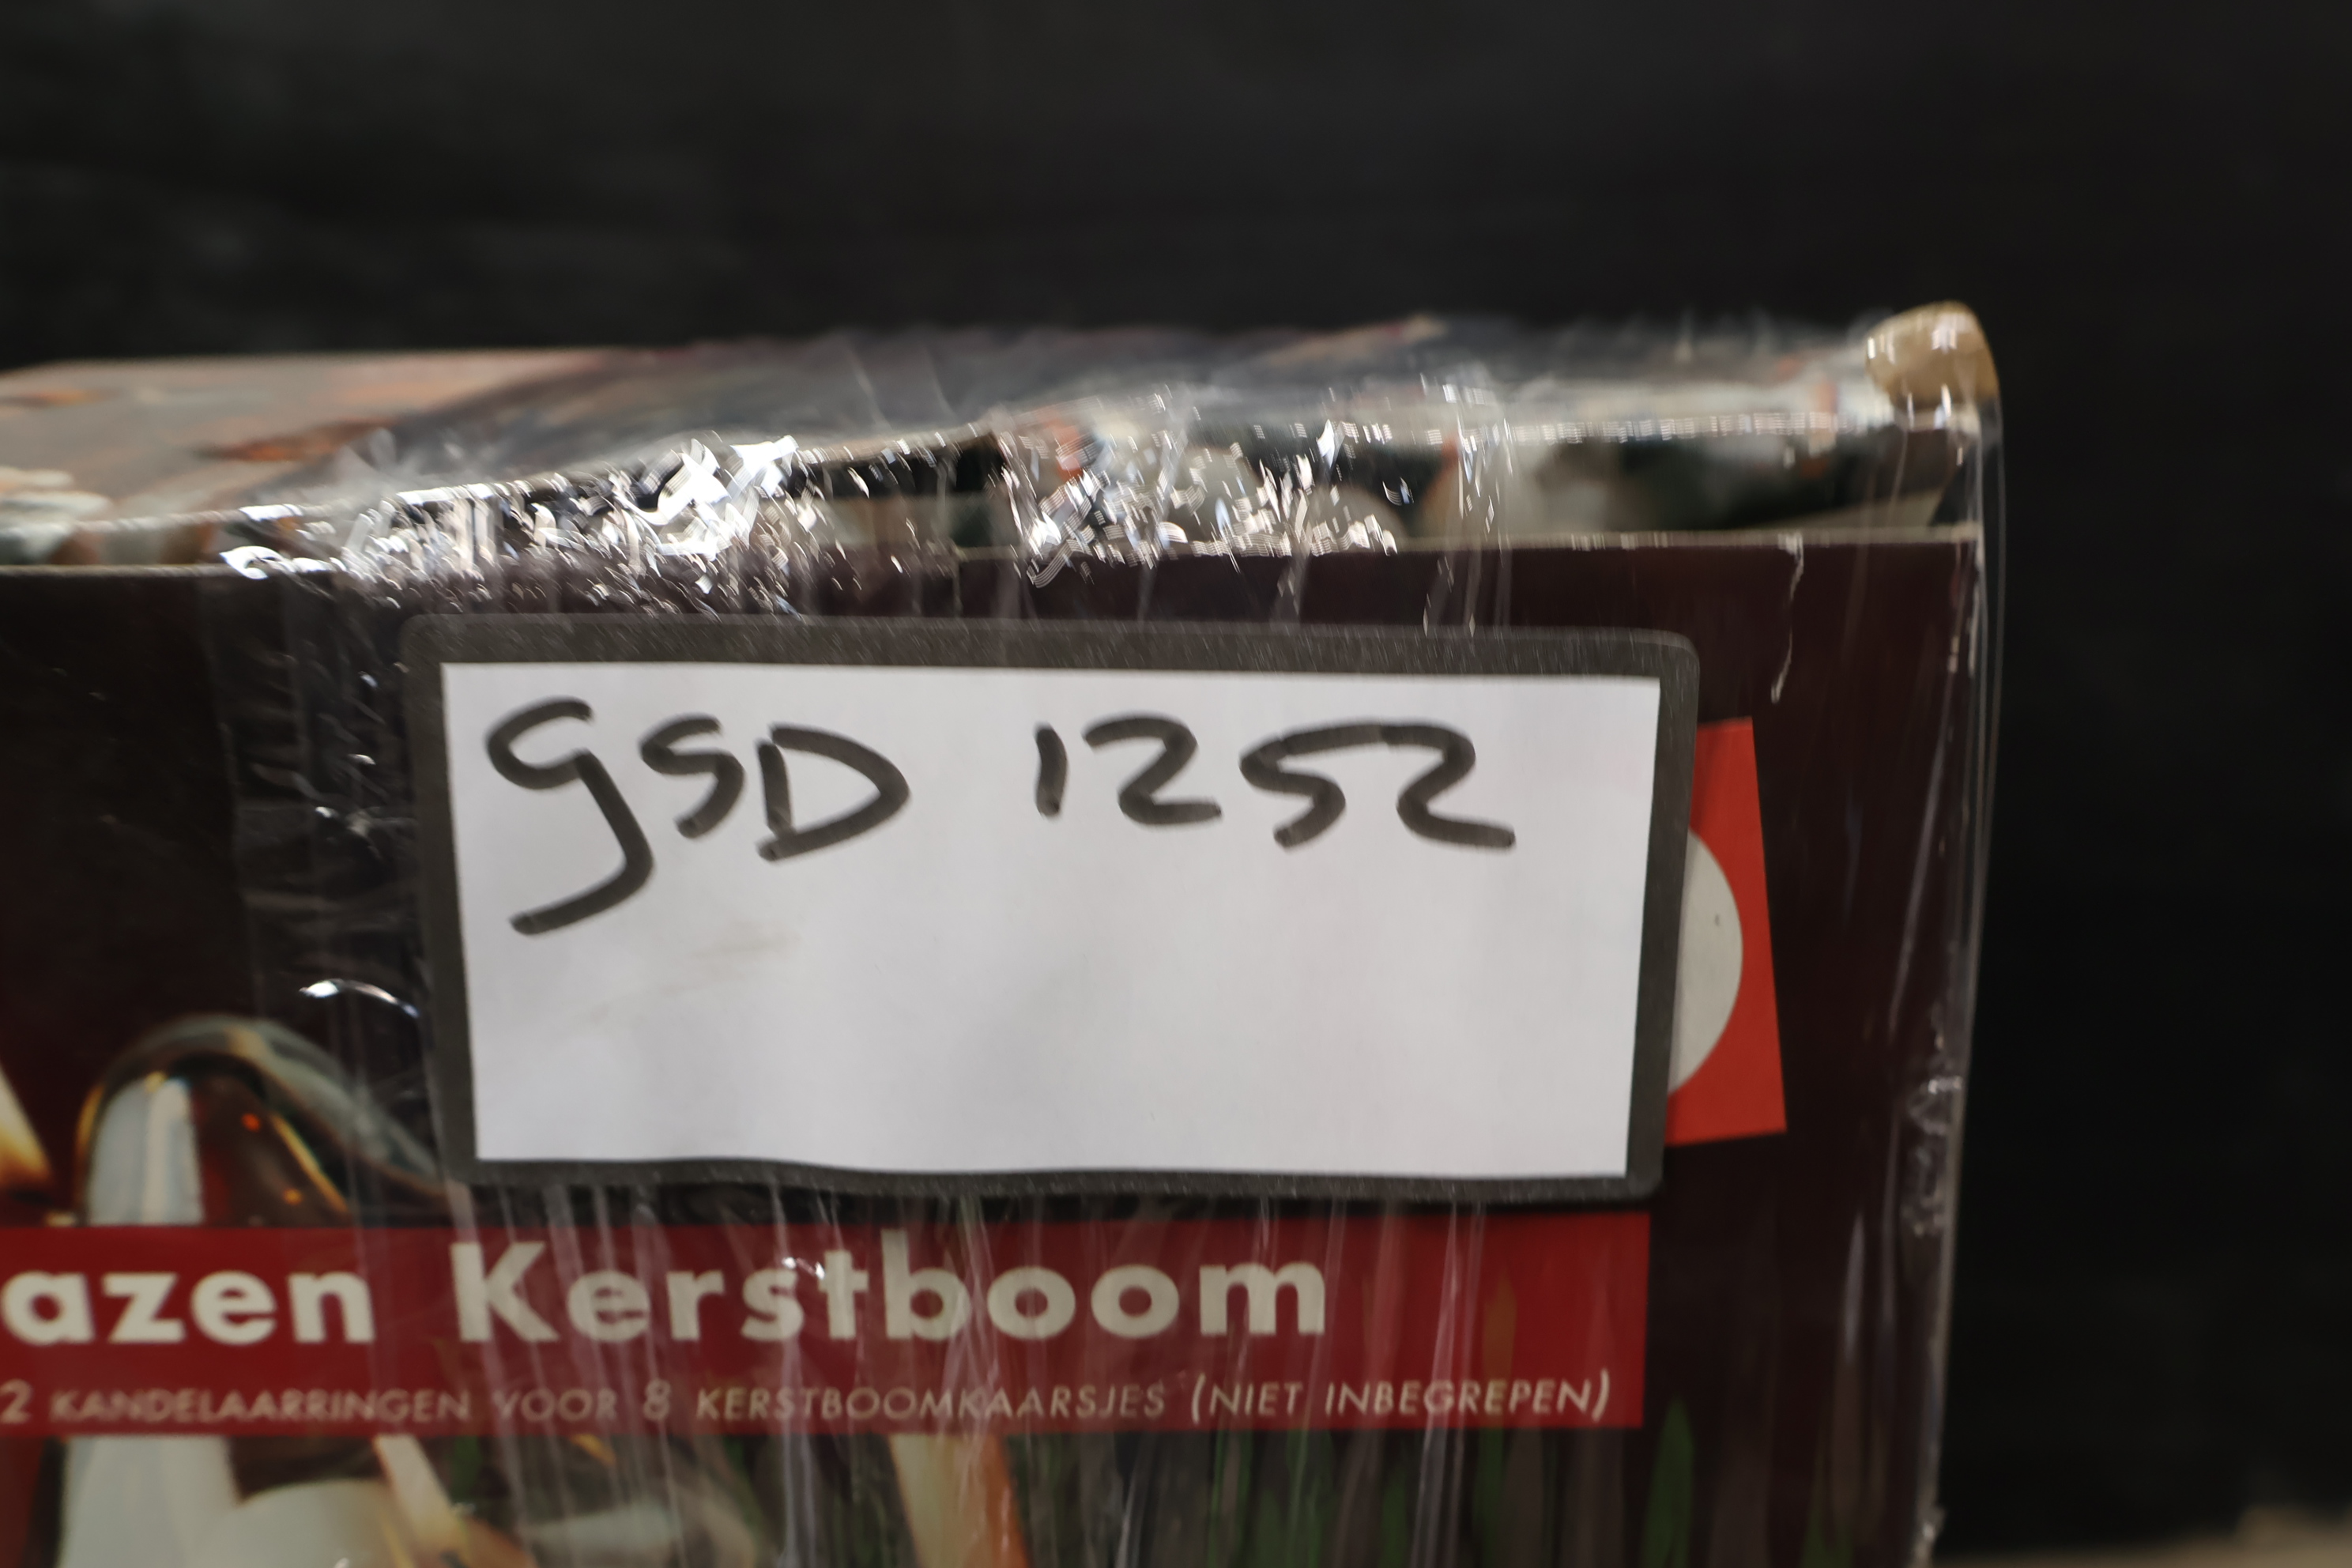 GSD 1252
azen Kerstboom
2 KANDELAARRINGEN VOOR 8 KERSTBOOMKAARSJES (NIET INBEGREPEN)